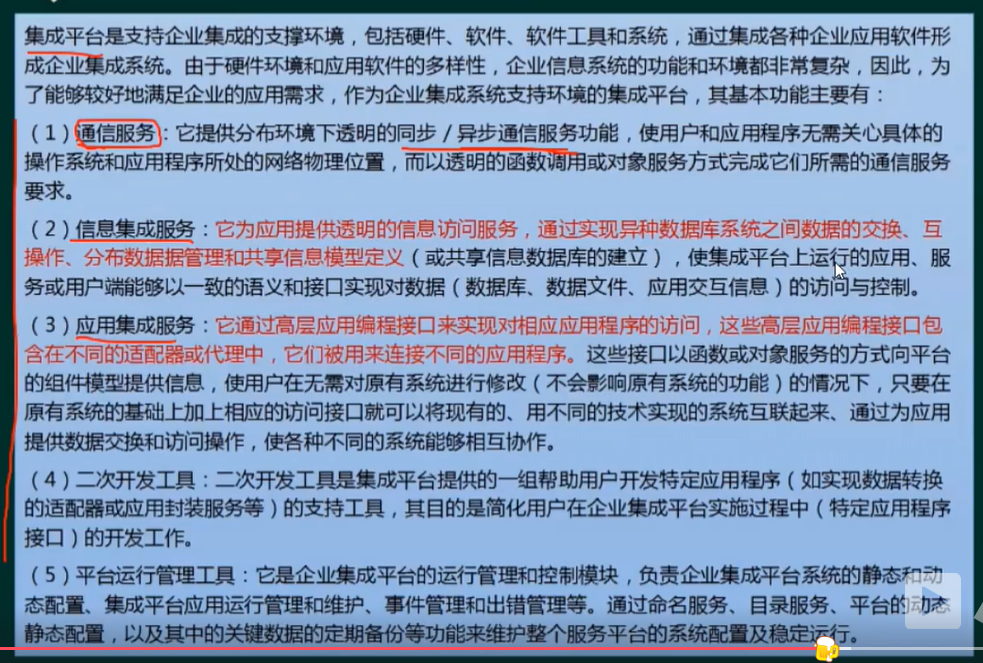 集成平台是支持企业集成的支撑环境，包括硬件、软件、软件工具和系统，通过集成各种企业应用软件形
成企业集成系统。由于硬件环境和应用软件的多样性，企业信息系统的功能和环境都非常复杂，因此，为
了能够较好地满足企业的应用需求，作为企业集成系统支持环境的集成平台，其基本功能主要有：
（1）通信服务：它提供分布环境下透明的同步／异步通信服务功能，使用户和应用程序无需关心具体的
操作系统和应用程序所处的网络物理位置，而以透明的函数调用或对象服务方式完成它们所需的通信服务
要求。
（2）信息集成服务：它为应用提供透明的信息访问服务，通过实现异种数据库系统之间数据的交换、互
操作、分布数据据管理和共享信息模型定义（或共享信息数据库的建立），使集成平台上运行的应用、服
务或用户端能够以一致的语义和接口实现对数据（数据库、数据文件、应用交互信息）的访问与控制。
（3）应用集成服务：它通过高层应用编程接口来实现对相应应用程序的访问，这些高层应用编程接口包
含在不同的适配器或代理中，它们被用来连接不同的应用程序。这些接口以函数或对象服务的方式向平台
的组件模型提供信息，使用户在无需对原有系统进行修改（不会影响原有系统的功能）的情况下，只要在
原有系统的基础上加上相应的访问接口就可以将现有的、用不同的技术实现的系统互联起来、通过为应用
提供数据交换和访问操作，使各种不同的系统能够相互协作。
（4）二次开发工具：二次开发工具是集成平台提供的一组帮助用户开发特定应用程序（如实现数据转换
的适配器或应用封装服务等）的支持工具，其目的是简化用户在企业集成平台实施过程中（特定应用程序
接口）的开发工作。
（5）平台运行管理工具：它是企业集成平台的运行管理和控制模块，负责企业集成平台系统的静态和动
态配置、集成平台应用运行管理和维护、事件管理和出错管理等。通过命名服务、目录服务、平台的动态
静态配置，以及其中的关键数据的定期备份等功能来维护整个服务平台的系统配置及稳定运行。